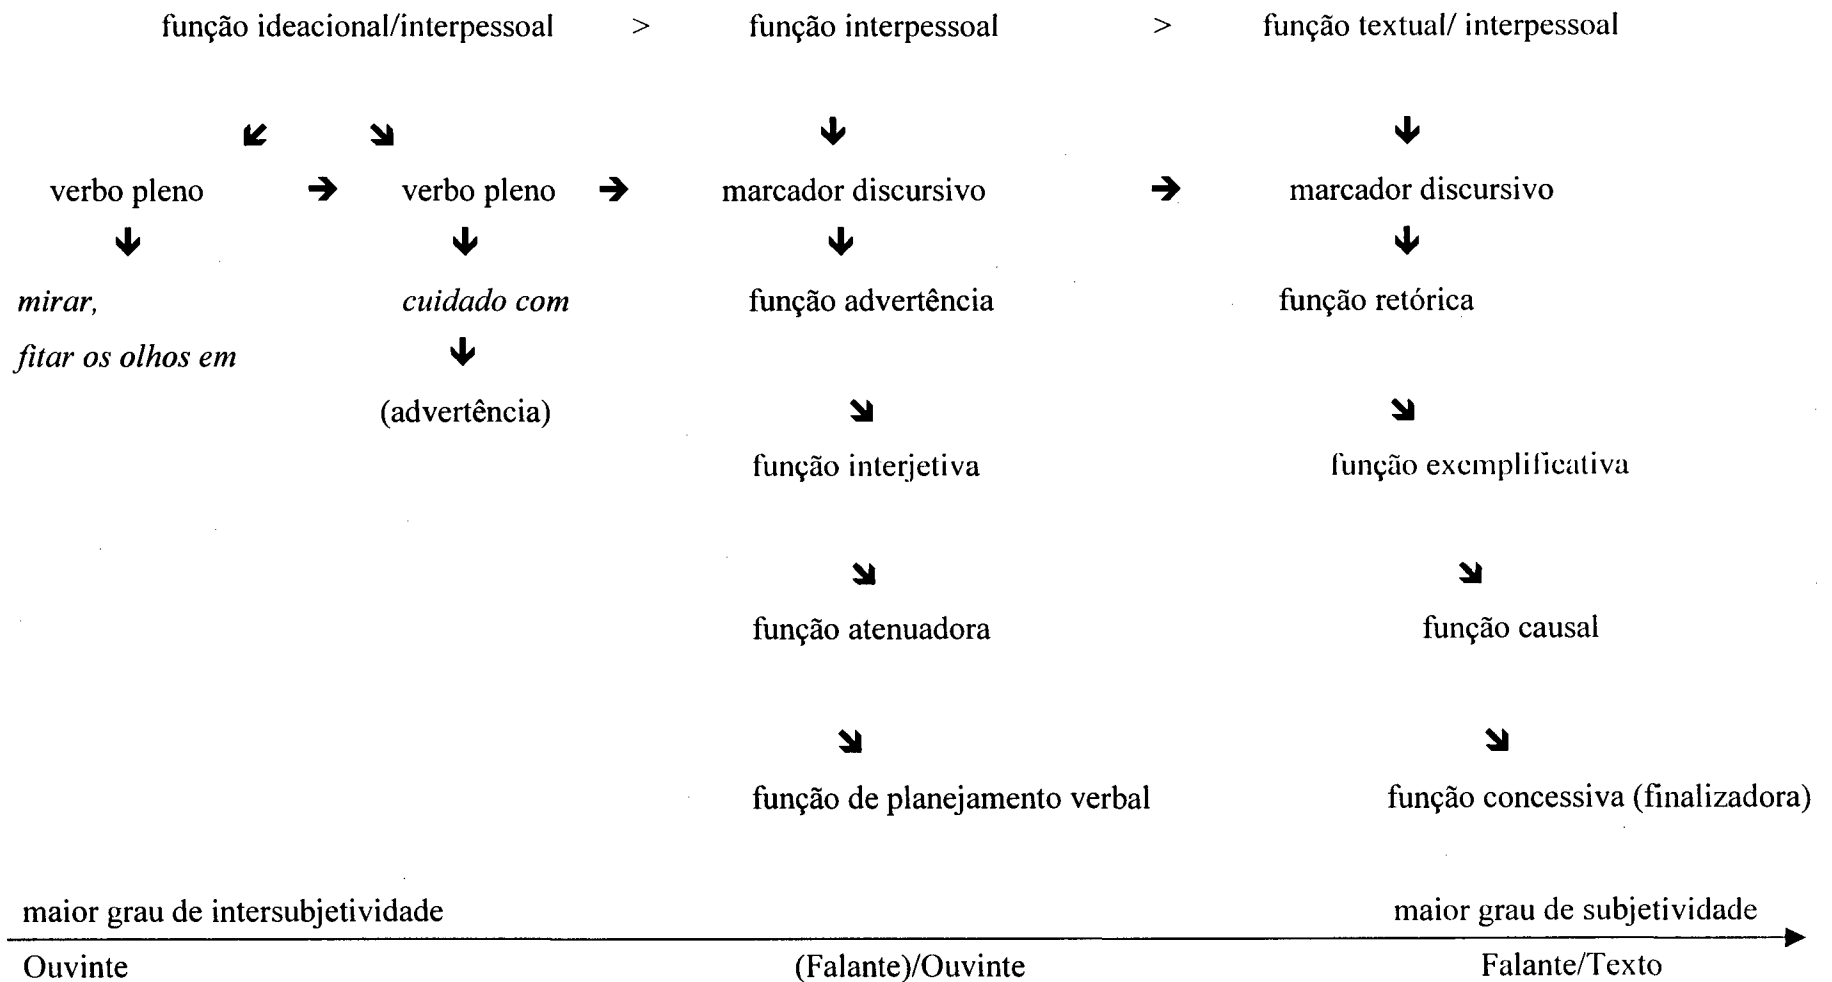 função ideacional/interpessoal > função interpessoal > função textual/ interpessoal
verbo pleno → verbo pleno → marcador discursivo → marcador discursivo
mirar, cuidado com função advertência função retórica
fitar os olhos em
(advertência)
função interjetiva função exemplificativa
função atenuadora função causal
função de planejamento verbal função concessiva (finalizadora)
maior grau de intersubjetividade maior grau de subjetividade
Ouvinte (Falante)/Ouvinte Falante/Texto